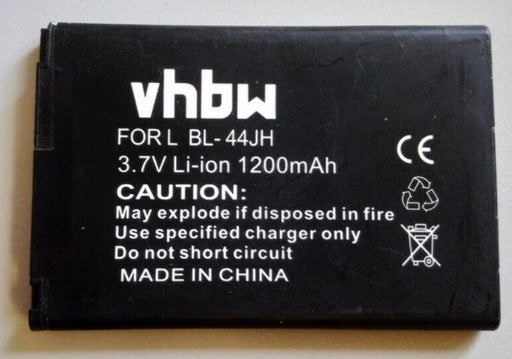 vhbw
FOR L BL-44JH
3.7V Li-ion 1200mAh
CE
CAUTION:
May explode if disposed in fire
Use specified charger only
Do not short circuit
MADE IN CHINA